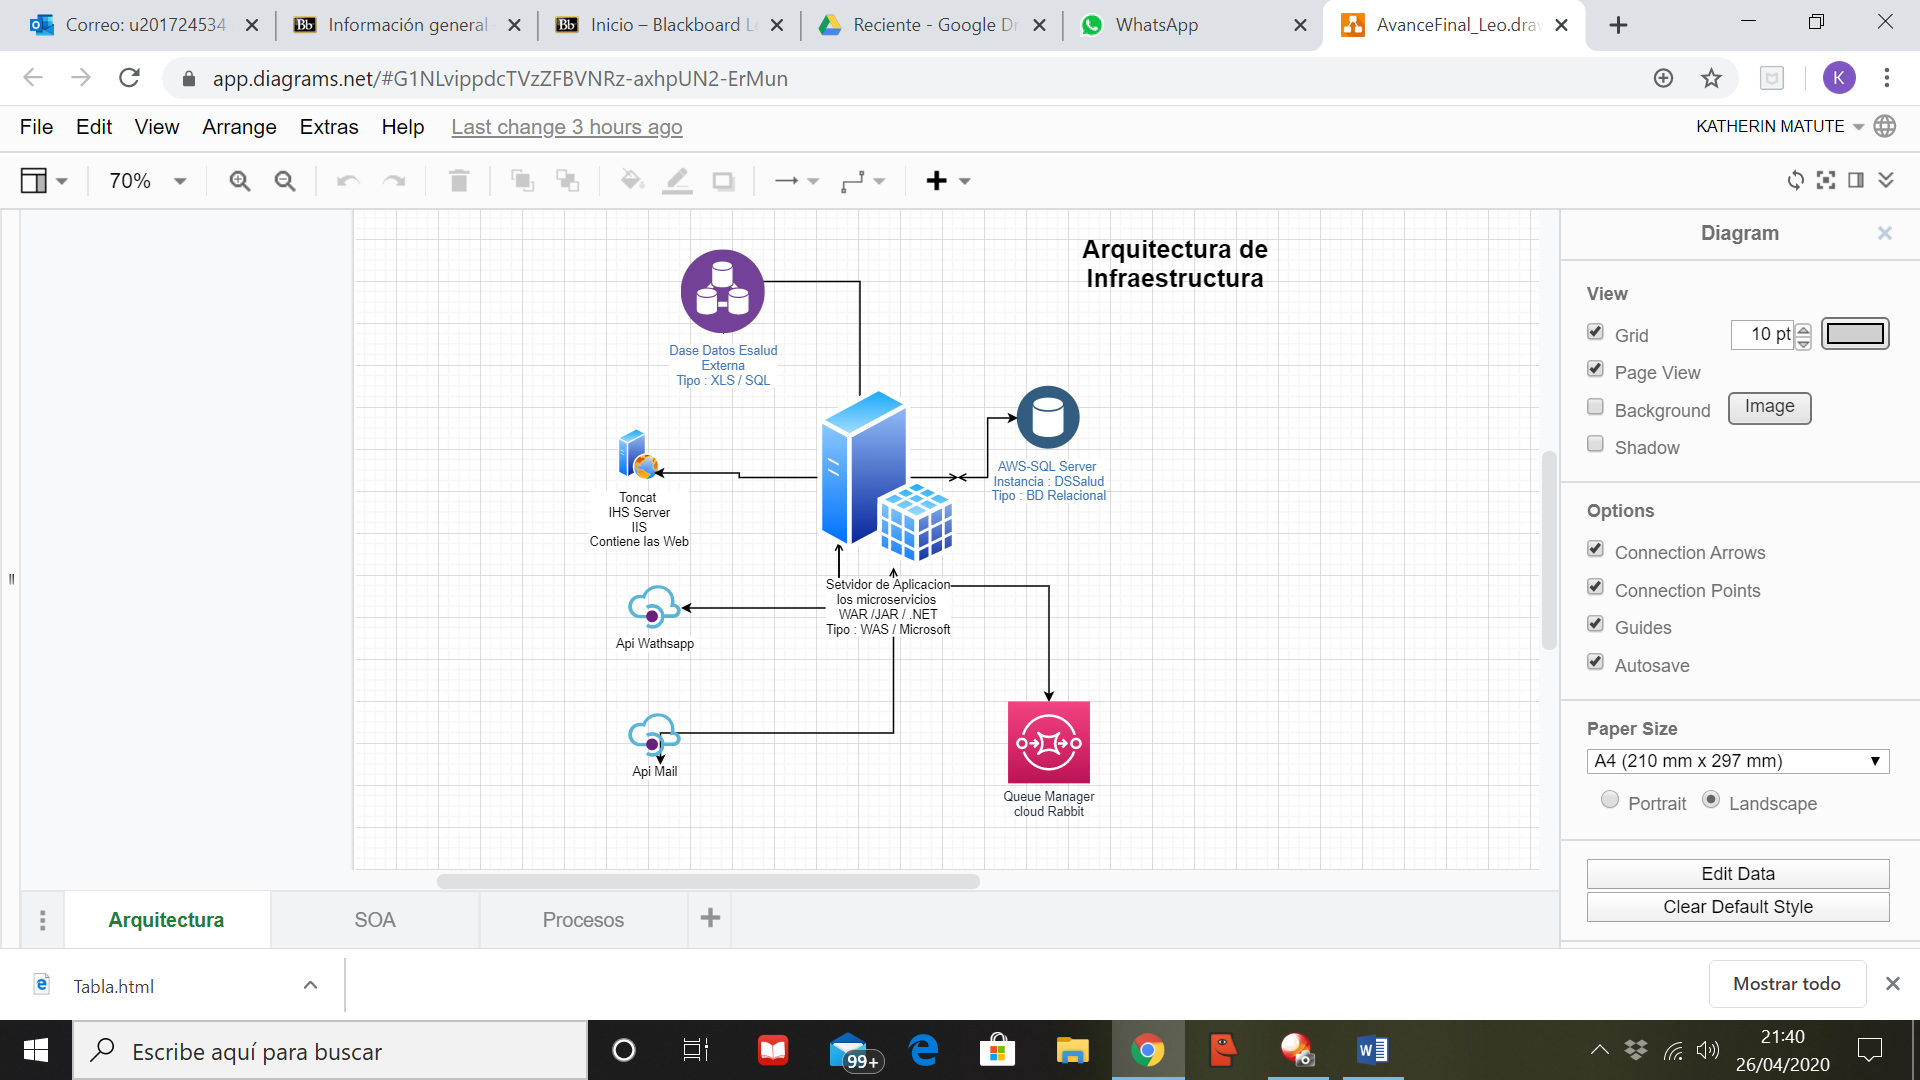 Correo: u201724534
Información general
Inicio – Blackboard Le
Reciente - Google Dr
WhatsApp
AvanceFinal_Leo.draw
app.diagrams.net/#G1NLvippdcTVzZFBVNRz-axhpUN2-ErMun
K
File Edit View Arrange Extras Help Last change 3 hours ago
KATHERIN MATUTE
70%
Arquitectura de
Infraestructura
Dase Datos Esalud
Externa
Tipo : XLS / SQL
AWS-SQL Server
Instancia : DSSalud
Tipo : BD Relacional
Toncat
IHS Server
IIS
Contiene las Web
Setvidor de Aplicacion
los microservicios
WAR /JAR / .NET
Tipo : WAS / Microsoft
Api Wathsapp
Api Mail
Queue Manager
cloud Rabbit
Diagram
View
Grid 10 pt
Page View
Background Image
Shadow
Options
Connection Arrows
Connection Points
Guides
Autosave
Paper Size
A4 (210 mm x 297 mm)
Portrait Landscape
Edit Data
Clear Default Style
Arquitectura SOA Procesos
Tabla.html
Mostrar todo
Escribe aquí para buscar
99+
21:40
26/04/2020